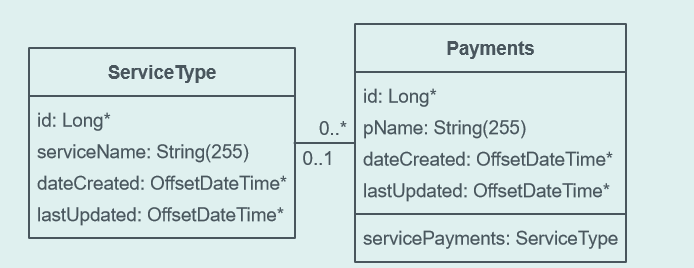 ServiceType
id: Long*
serviceName: String(255)
dateCreated: OffsetDateTime*
lastUpdated: OffsetDateTime*
0..*
0..1
Payments
id: Long*
pName: String(255)
dateCreated: OffsetDateTime*
lastUpdated: OffsetDateTime*
servicePayments: ServiceType